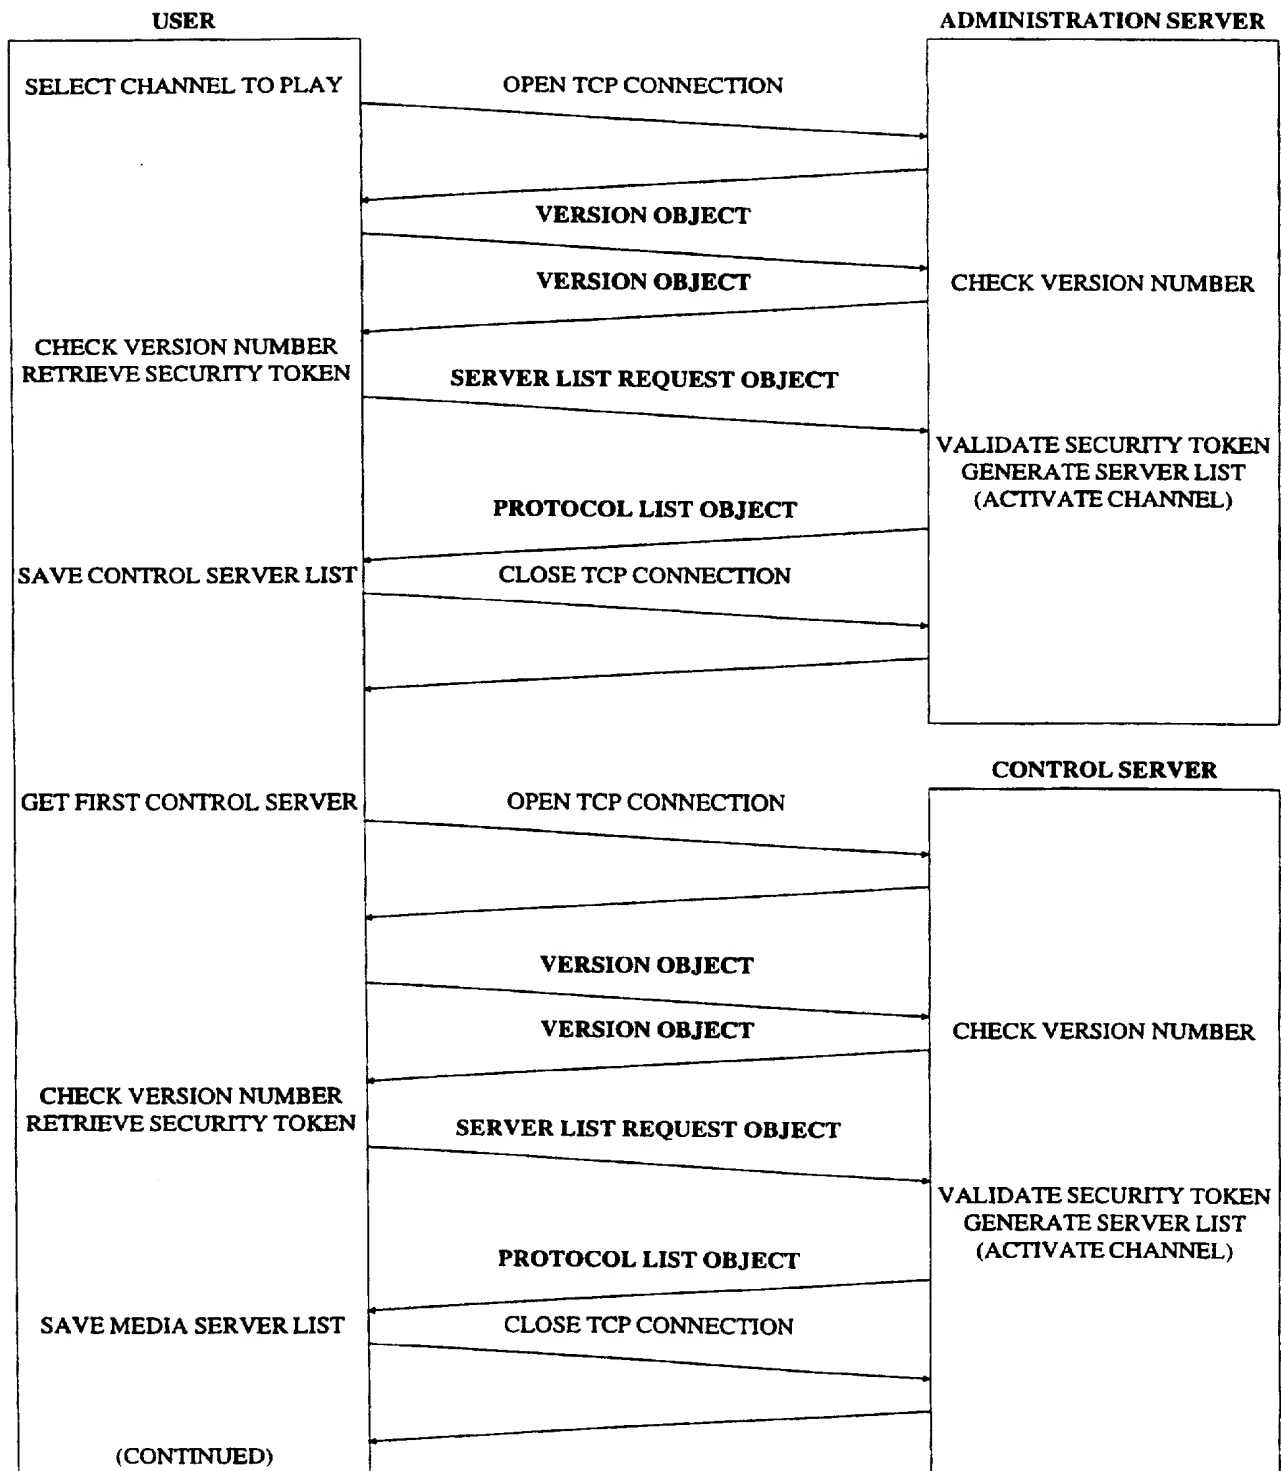 USER
ADMINISTRATION SERVER
SELECT CHANNEL TO PLAY
OPEN TCP CONNECTION
VERSION OBJECT
VERSION OBJECT
CHECK VERSION NUMBER
CHECK VERSION NUMBER
RETRIEVE SECURITY TOKEN
SERVER LIST REQUEST OBJECT
VALIDATE SECURITY TOKEN
GENERATE SERVER LIST
(ACTIVATE CHANNEL)
PROTOCOL LIST OBJECT
SAVE CONTROL SERVER LIST
CLOSE TCP CONNECTION
CONTROL SERVER
GET FIRST CONTROL SERVER
OPEN TCP CONNECTION
VERSION OBJECT
VERSION OBJECT
CHECK VERSION NUMBER
CHECK VERSION NUMBER
RETRIEVE SECURITY TOKEN
SERVER LIST REQUEST OBJECT
VALIDATE SECURITY TOKEN
GENERATE SERVER LIST
(ACTIVATE CHANNEL)
PROTOCOL LIST OBJECT
SAVE MEDIA SERVER LIST
CLOSE TCP CONNECTION
(CONTINUED)